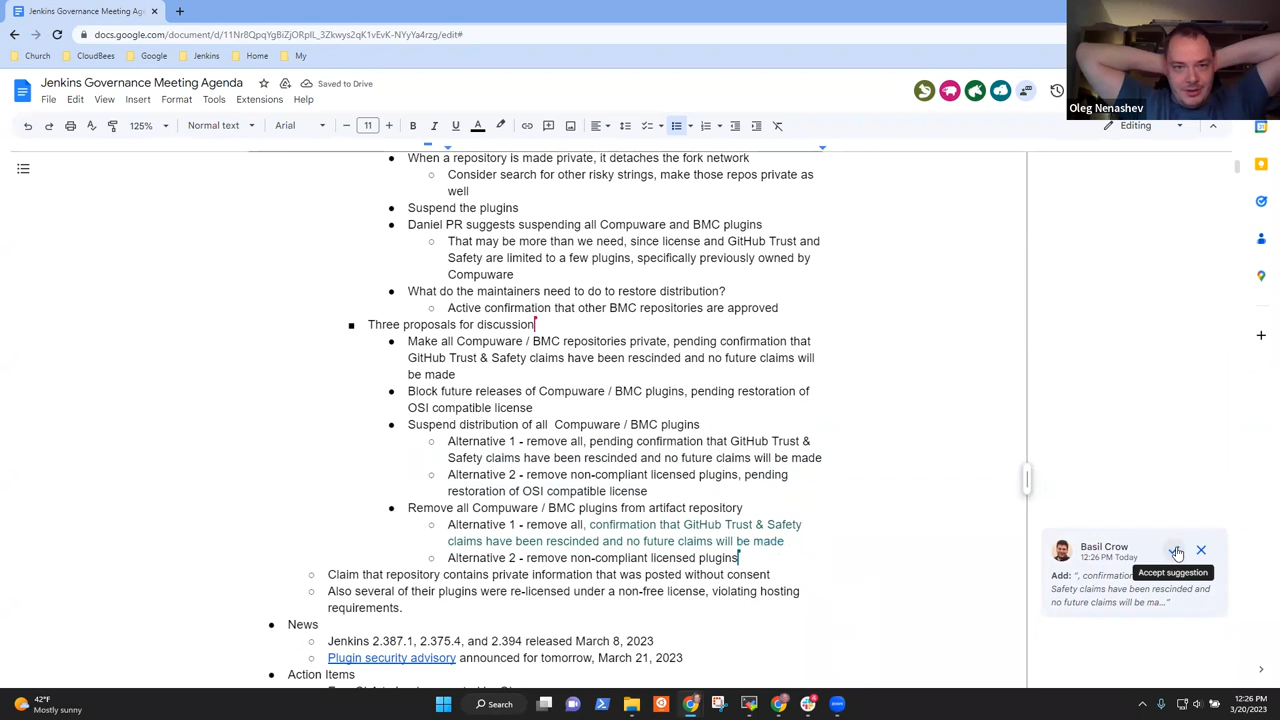 Jenkins Governance Meeting Agen
docs.google.com/document/d/11Nr8QpqYgBiZjORpIL_3Zkwys2qK1vEvK-NYyYa4rzg/edit#
Church
CloudBees
Google
Jenkins
Home
My
Oleg Nenashev
Jenkins Governance Meeting Agenda
Saved to Drive
File Edit View Insert Format Tools Extensions Help
125% Normal text Arial 11 B U A Editing
When a repository is made private, it detaches the fork network
Consider search for other risky strings, make those repos private as
well
Suspend the plugins
Daniel PR suggests suspending all Compuware and BMC plugins
That may be more than we need, since license and GitHub Trust and
Safety are limited to a few plugins, specifically previously owned by
Compuware
What do the maintainers need to do to restore distribution?
Active confirmation that other BMC repositories are approved
Three proposals for discussion
Make all Compuware / BMC repositories private, pending confirmation that
GitHub Trust & Safety claims have been rescinded and no future claims will
be made
Block future releases of Compuware / BMC plugins, pending restoration of
OSI compatible license
Suspend distribution of all Compuware / BMC plugins
Alternative 1 - remove all, pending confirmation that GitHub Trust &
Safety claims have been rescinded and no future claims will be made
Alternative 2 - remove non-compliant licensed plugins, pending
restoration of OSI compatible license
Remove all Compuware / BMC plugins from artifact repository
Alternative 1 - remove all, confirmation that GitHub Trust & Safety
claims have been rescinded and no future claims will be made
Alternative 2 - remove non-compliant licensed plugins
Claim that repository contains private information that was posted without consent
Also several of their plugins were re-licensed under a non-free license, violating hosting
requirements.
News
Jenkins 2.387.1, 2.375.4, and 2.394 released March 8, 2023
Plugin security advisory announced for tomorrow, March 21, 2023
Action Items
Basil Crow
12:26 PM Today
Accept suggestion
Add: “, confirmation
Safety claims have been rescinded and
no future claims will be ma...”
42°F
Mostly sunny
Search
12:26 PM
3/20/2023